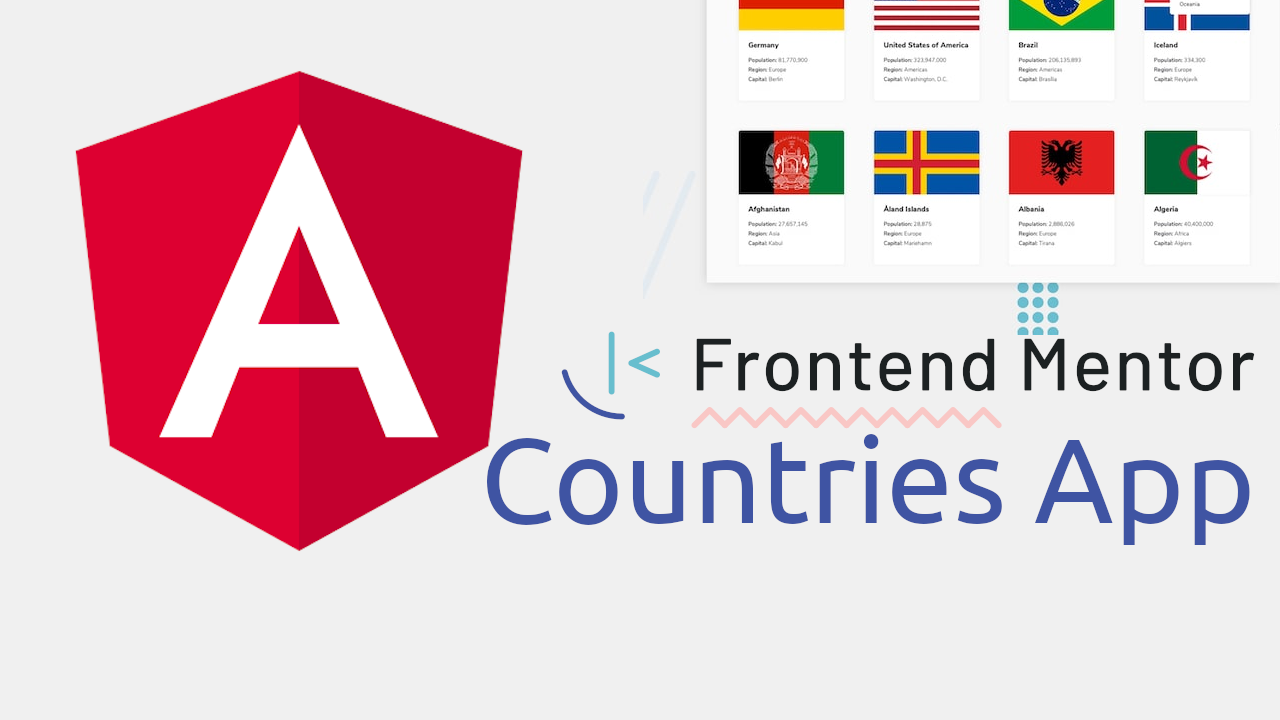 Oceania
Germany United States of America Brazil Iceland
Population: 81,770,900 Population: 323,947,000 Population: 206,135,893 Population: 334,300
Region: Europe Region: Americas Region: Americas Region: Europe
Capital: Berlin Capital: Washington, D.C. Capital: Brasília Capital: Reykjavík
Afghanistan Åland Islands Albania Algeria
Population: 27,657,145 Population: 28,875 Population: 2,886,026 Population: 40,400,000
Region: Asia Region: Europe Region: Europe Region: Africa
Capital: Kabul Capital: Mariehamn Capital: Tirana Capital: Algiers
Frontend Mentor
Countries App
A